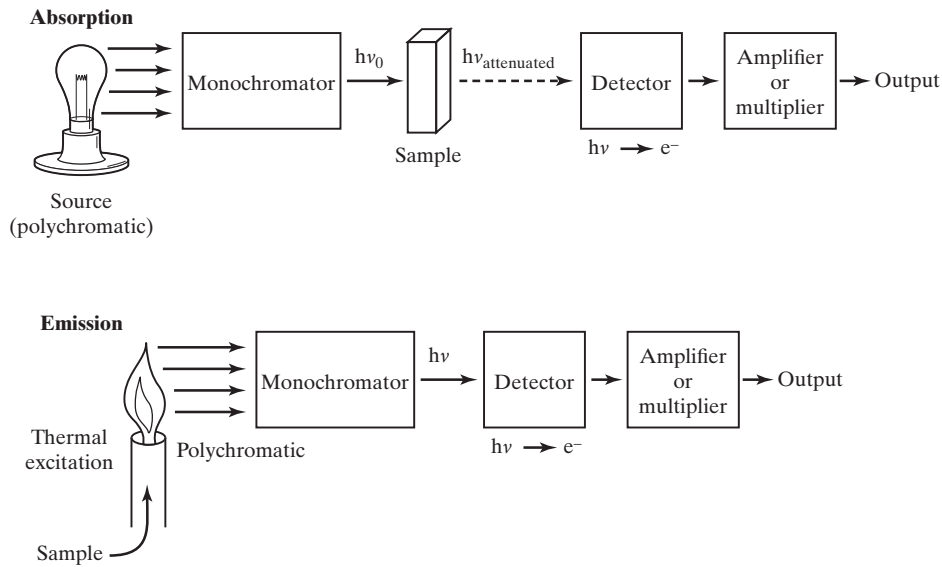 Absorption
Source
(polychromatic)
Monochromator
hν₀
Sample
hνattenuated
Detector
hν → e⁻
Amplifier
or
multiplier
Output
Emission
Thermal
excitation
Sample
Polychromatic
Monochromator
hν
Detector
hν → e⁻
Amplifier
or
multiplier
Output